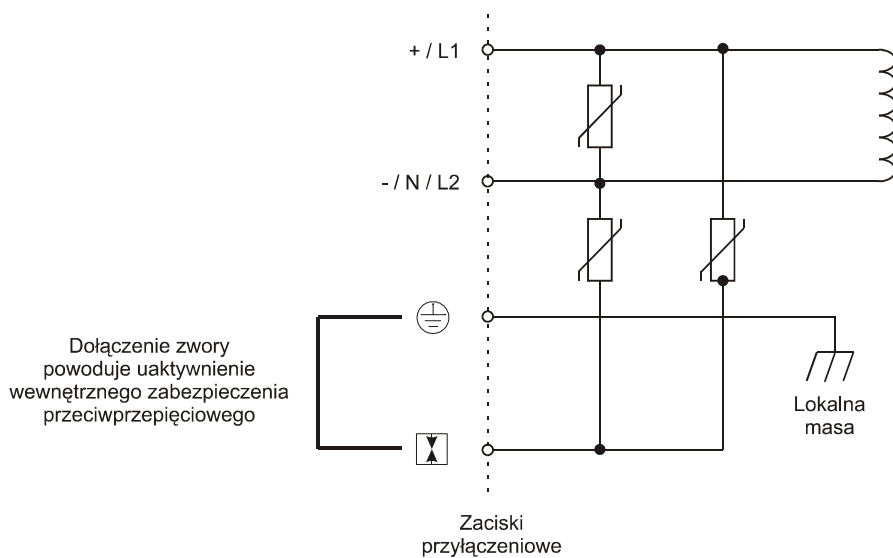 + / L1
- / N / L2
Dołączenie zwory
powoduje uaktywnienie
wewnętrznego zabezpieczenia
przeciwprzepięciowego
Lokalna
masa
Zaciski
przyłączeniowe